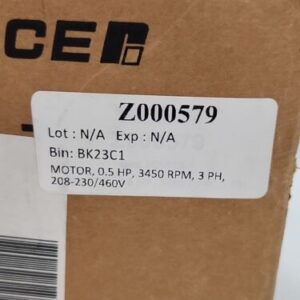 CE
Z000579
Lot : N/A Exp : N/A
Bin: BK23C1
MOTOR, 0.5 HP, 3450 RPM, 3 PH,
208-230/460V